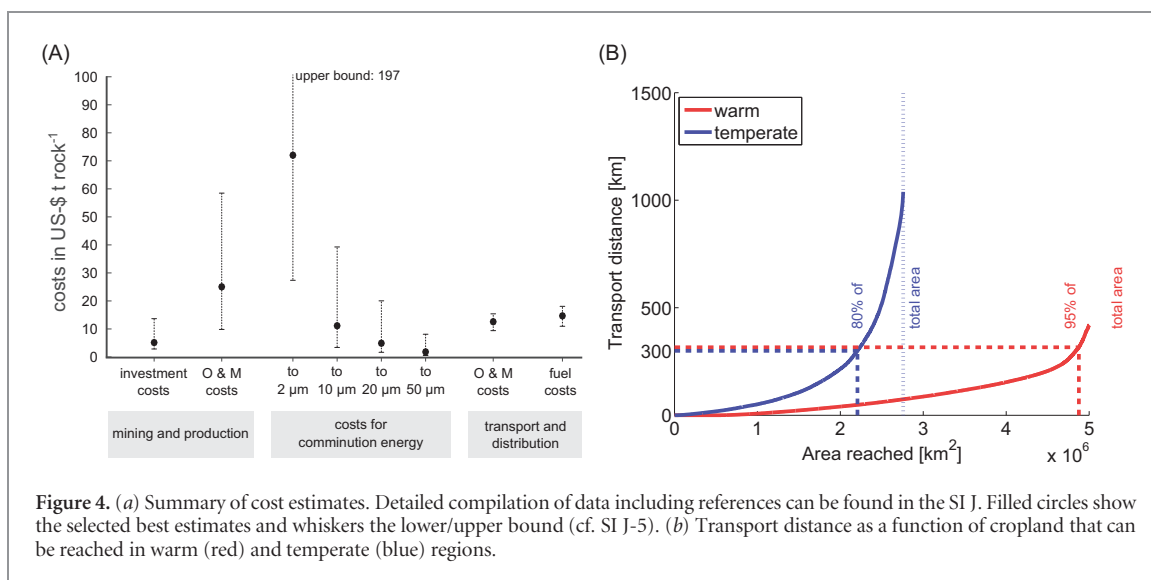 (A)
upper bound: 197
costs in US-$ t rock-1
100
90
80
70
60
50
40
30
20
10
0
investment
costs
O & M
costs
to
2 µm
to
10 µm
to
20 µm
to
50 µm
O & M
costs
fuel
costs
mining and production
costs for
comminution energy
transport and
distribution
(B)
warm
temperate
Transport distance [km]
1500
1000
500
300
0
80% of
total area
95% of
total area
0
1
2
3
4
5
Area reached [km2]
x 10^6
Figure 4. (a) Summary of cost estimates. Detailed compilation of data including references can be found in the SI J. Filled circles show
the selected best estimates and whiskers the lower/upper bound (cf. SI J-5). (b) Transport distance as a function of cropland that can
be reached in warm (red) and temperate (blue) regions.